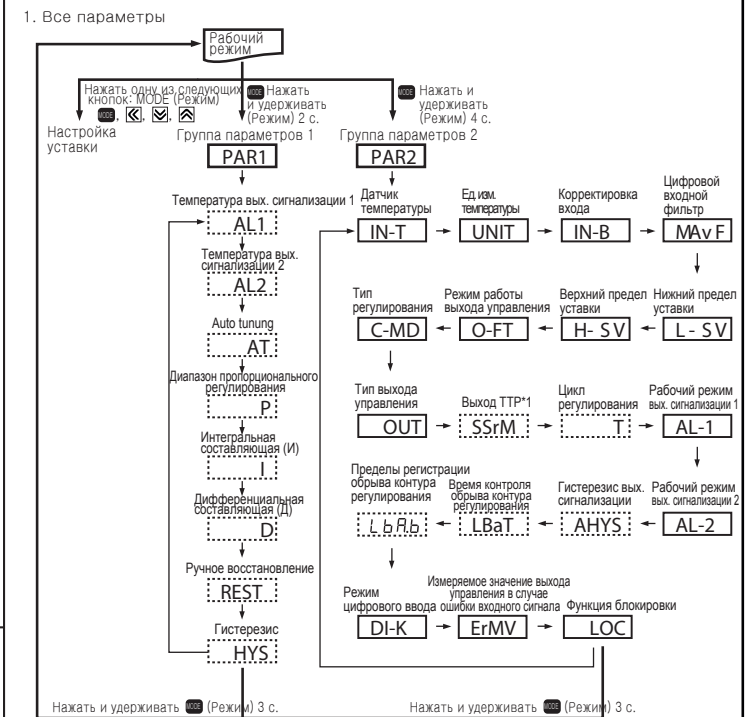 1. Все параметры
Рабочий
режим
Нажать одну из следующих
кнопок: MODE (Режим)
MODE, , ,
Настройка
уставки
MODE Нажать
и удерживать
(Режим) 2 с.
MODE Нажать и
удерживать
(Режим) 4 с.
Группа параметров 1
PAR1
Группа параметров 2
PAR2
Температура вых. сигнализации 1
AL1
Температура вых.
сигнализации 2
AL2
Auto tunung
AT
Диапазон пропорционального
регулирования
P
Интегральная
составляющая (И)
I
Дифференциальная
составляющая (Д)
D
Ручное восстановление
REST
Гистерезис
HYS
Датчик
температуры
IN-T
Ед.изм.
температуры
UNIT
Корректировка
входа
IN-B
Цифровой
входной
фильтр
MAvF
Тип
регулирования
C-MD
Режим работы
выхода управления
O-FT
Верхний предел
уставки
H-SV
Нижний предел
уставки
L-SV
Тип выхода
управления
OUT
Выход ТТР*1
SSrM
Цикл
регулирования
T
Рабочий режим
вых. сигнализации 1
AL-1
Пределы регистрации
обрыва контура
регулирования
LbA.b
Время контроля
обрыва контура
регулирования
LBaT
Гистерезис вых.
сигнализации
AHYS
Рабочий режим
вых. сигнализации 2
AL-2
Режим
цифрового ввода
DI-K
Измеряемое значение выхода
управления в случае
ошибки входного сигнала
ErMV
Функция блокировки
LOC
Нажать и удерживать MODE (Режим) 3 с.
Нажать и удерживать MODE (Режим) 3 с.